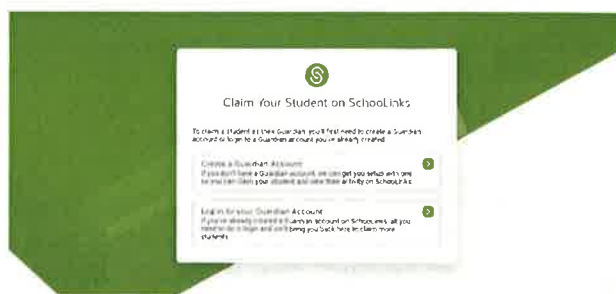 Claim Your Student on SchooLinks
To claim a student as their Guardian, you'll first need to create a Guardian
account or login to a Guardian account you've already created
Create a Guardian Account
If you don't have a Guardian account, we can get you setup with one
so you can claim your student and view their activity on SchooLinks
Log in to your Guardian Account
If you've already created a Guardian account on SchooLinks, all you
need to do is login and we'll bring you back here to claim more
students